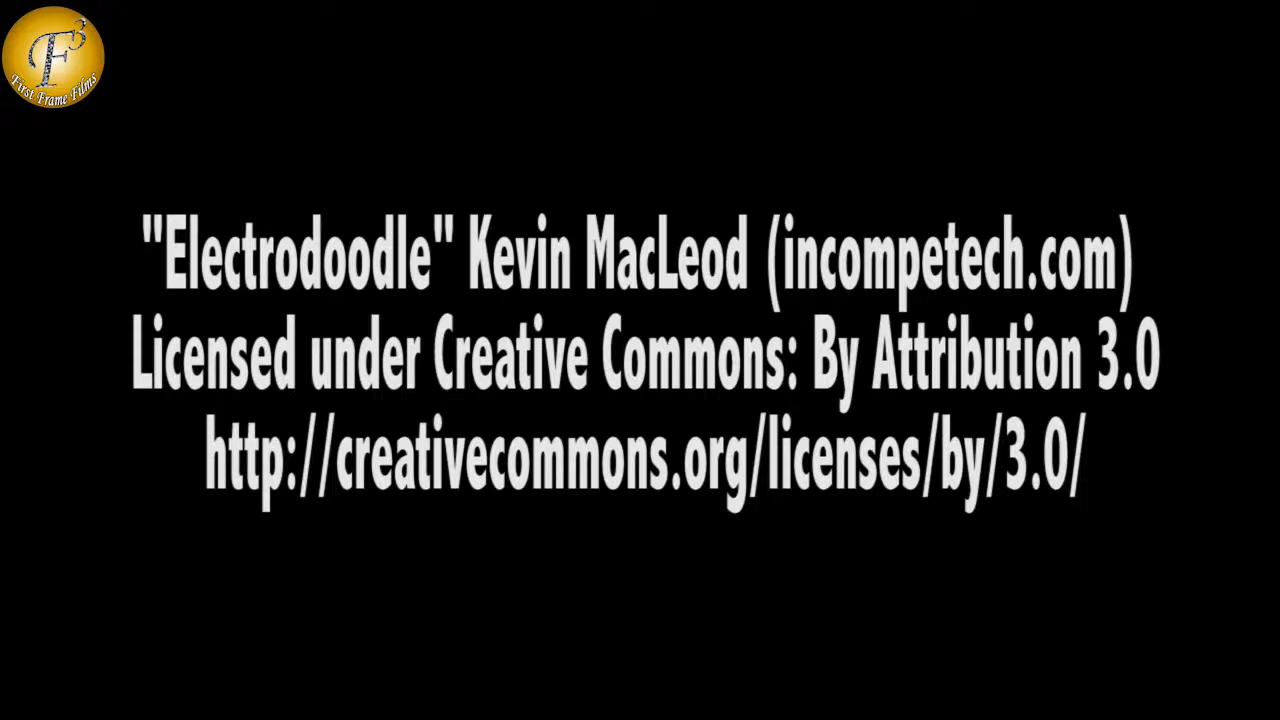 F3
First Frame Films
"Electrodoodle" Kevin MacLeod (incompetech.com)
Licensed under Creative Commons: By Attribution 3.0
http://creativecommons.org/licenses/by/3.0/